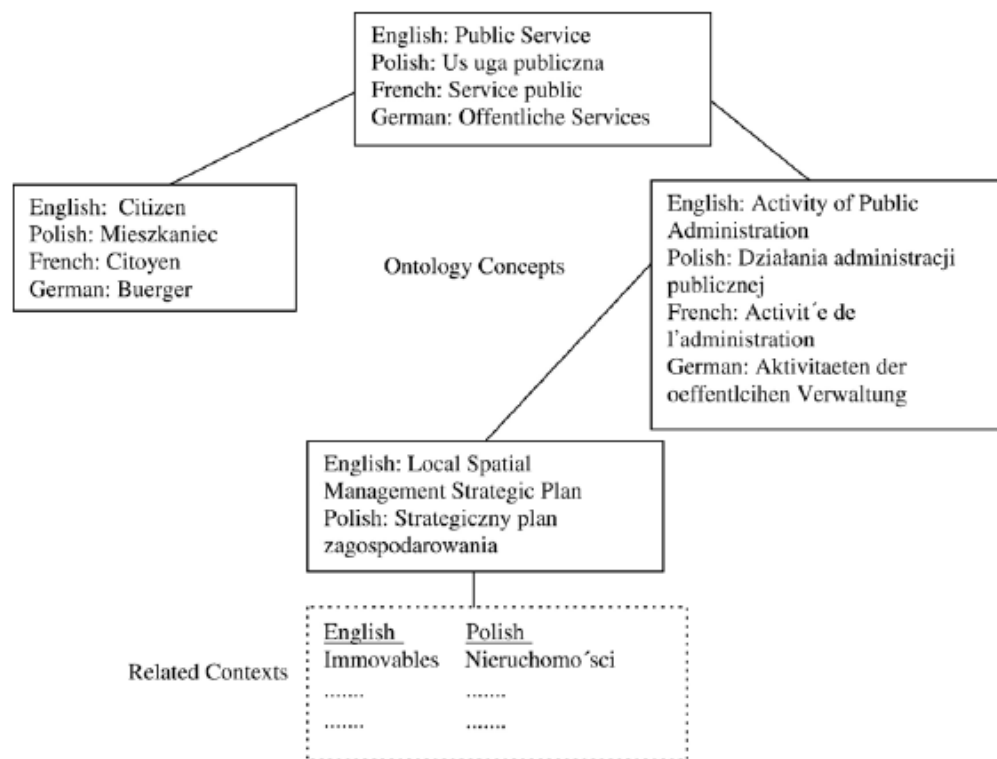 English: Public Service
Polish: Us uga publiczna
French: Service public
German: Offentliche Services
English: Citizen
Polish: Mieszkaniec
French: Citoyen
German: Buerger
Ontology Concepts
English: Activity of Public
Administration
Polish: Działania administracji
publicznej
French: Activit´e de
l'administration
German: Aktivitaeten der
oeffentlcihen Verwaltung
English: Local Spatial
Management Strategic Plan
Polish: Strategiczny plan
zagospodarowania
Related Contexts
English Polish
Immovables Nieruchomo´sci
....... .......
....... .......